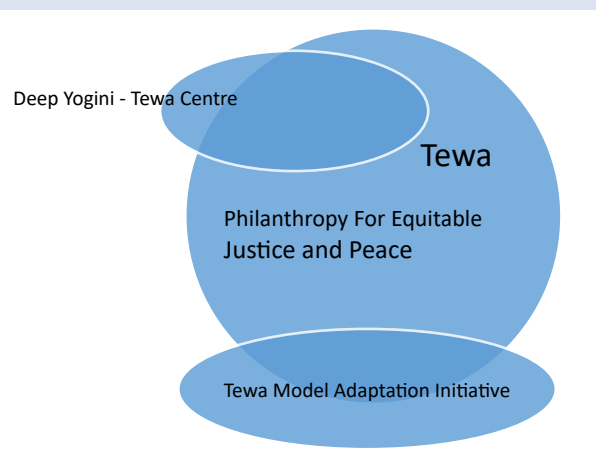 Deep Yogini - Tewa Centre
Tewa
Philanthropy For Equitable
Justice and Peace
Tewa Model Adaptation Initiative